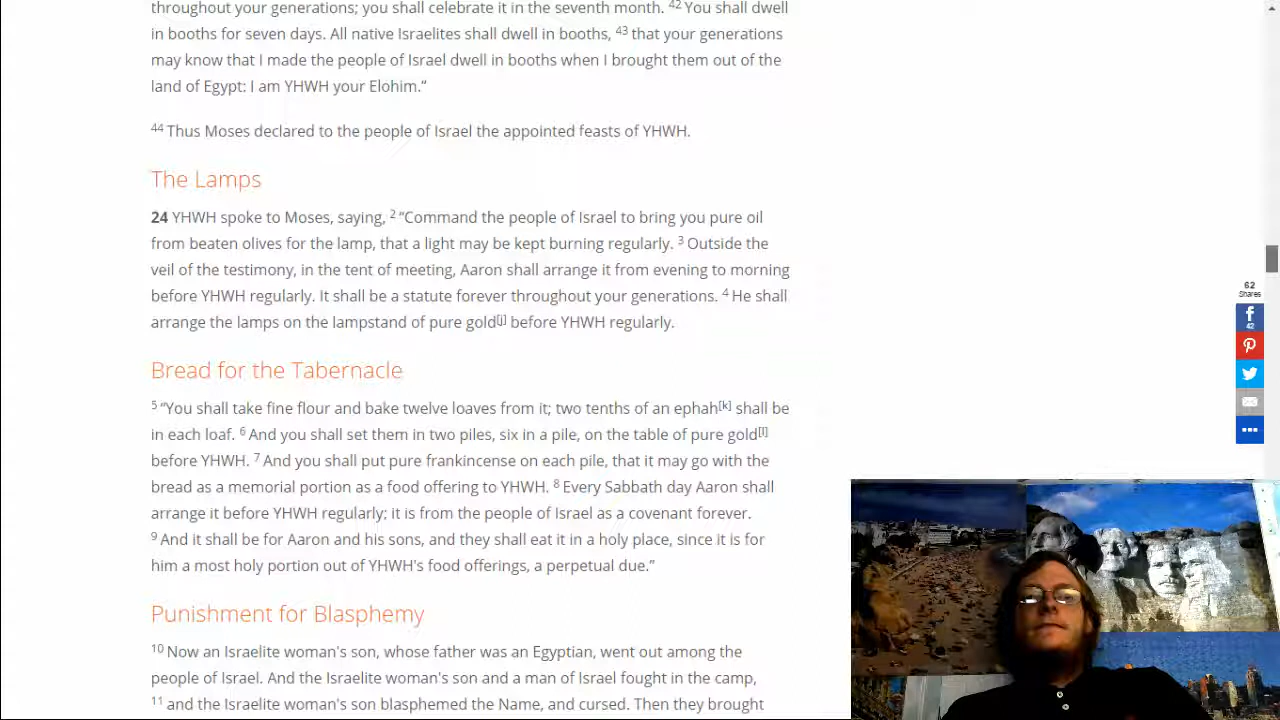 throughout your generations; you shall celebrate it in the seventh month. 42 You shall dwell
in booths for seven days. All native Israelites shall dwell in booths, 43 that your generations
may know that I made the people of Israel dwell in booths when I brought them out of the
land of Egypt: I am YHWH your Elohim.“
44 Thus Moses declared to the people of Israel the appointed feasts of YHWH.
The Lamps
24 YHWH spoke to Moses, saying, 2 “Command the people of Israel to bring you pure oil
from beaten olives for the lamp, that a light may be kept burning regularly. 3 Outside the
veil of the testimony, in the tent of meeting, Aaron shall arrange it from evening to morning
before YHWH regularly. It shall be a statute forever throughout your generations. 4 He shall
arrange the lamps on the lampstand of pure gold[j] before YHWH regularly.
Bread for the Tabernacle
5 “You shall take fine flour and bake twelve loaves from it; two tenths of an ephah[k] shall be
in each loaf. 6 And you shall set them in two piles, six in a pile, on the table of pure gold[l]
before YHWH. 7 And you shall put pure frankincense on each pile, that it may go with the
bread as a memorial portion as a food offering to YHWH. 8 Every Sabbath day Aaron shall
arrange it before YHWH regularly; it is from the people of Israel as a covenant forever.
9 And it shall be for Aaron and his sons, and they shall eat it in a holy place, since it is for
him a most holy portion out of YHWH's food offerings, a perpetual due.”
Punishment for Blasphemy
10 Now an Israelite woman's son, whose father was an Egyptian, went out among the
people of Israel. And the Israelite woman's son and a man of Israel fought in the camp,
11 and the Israelite woman's son blasphemed the Name, and cursed. Then they brought
62
Shares
42